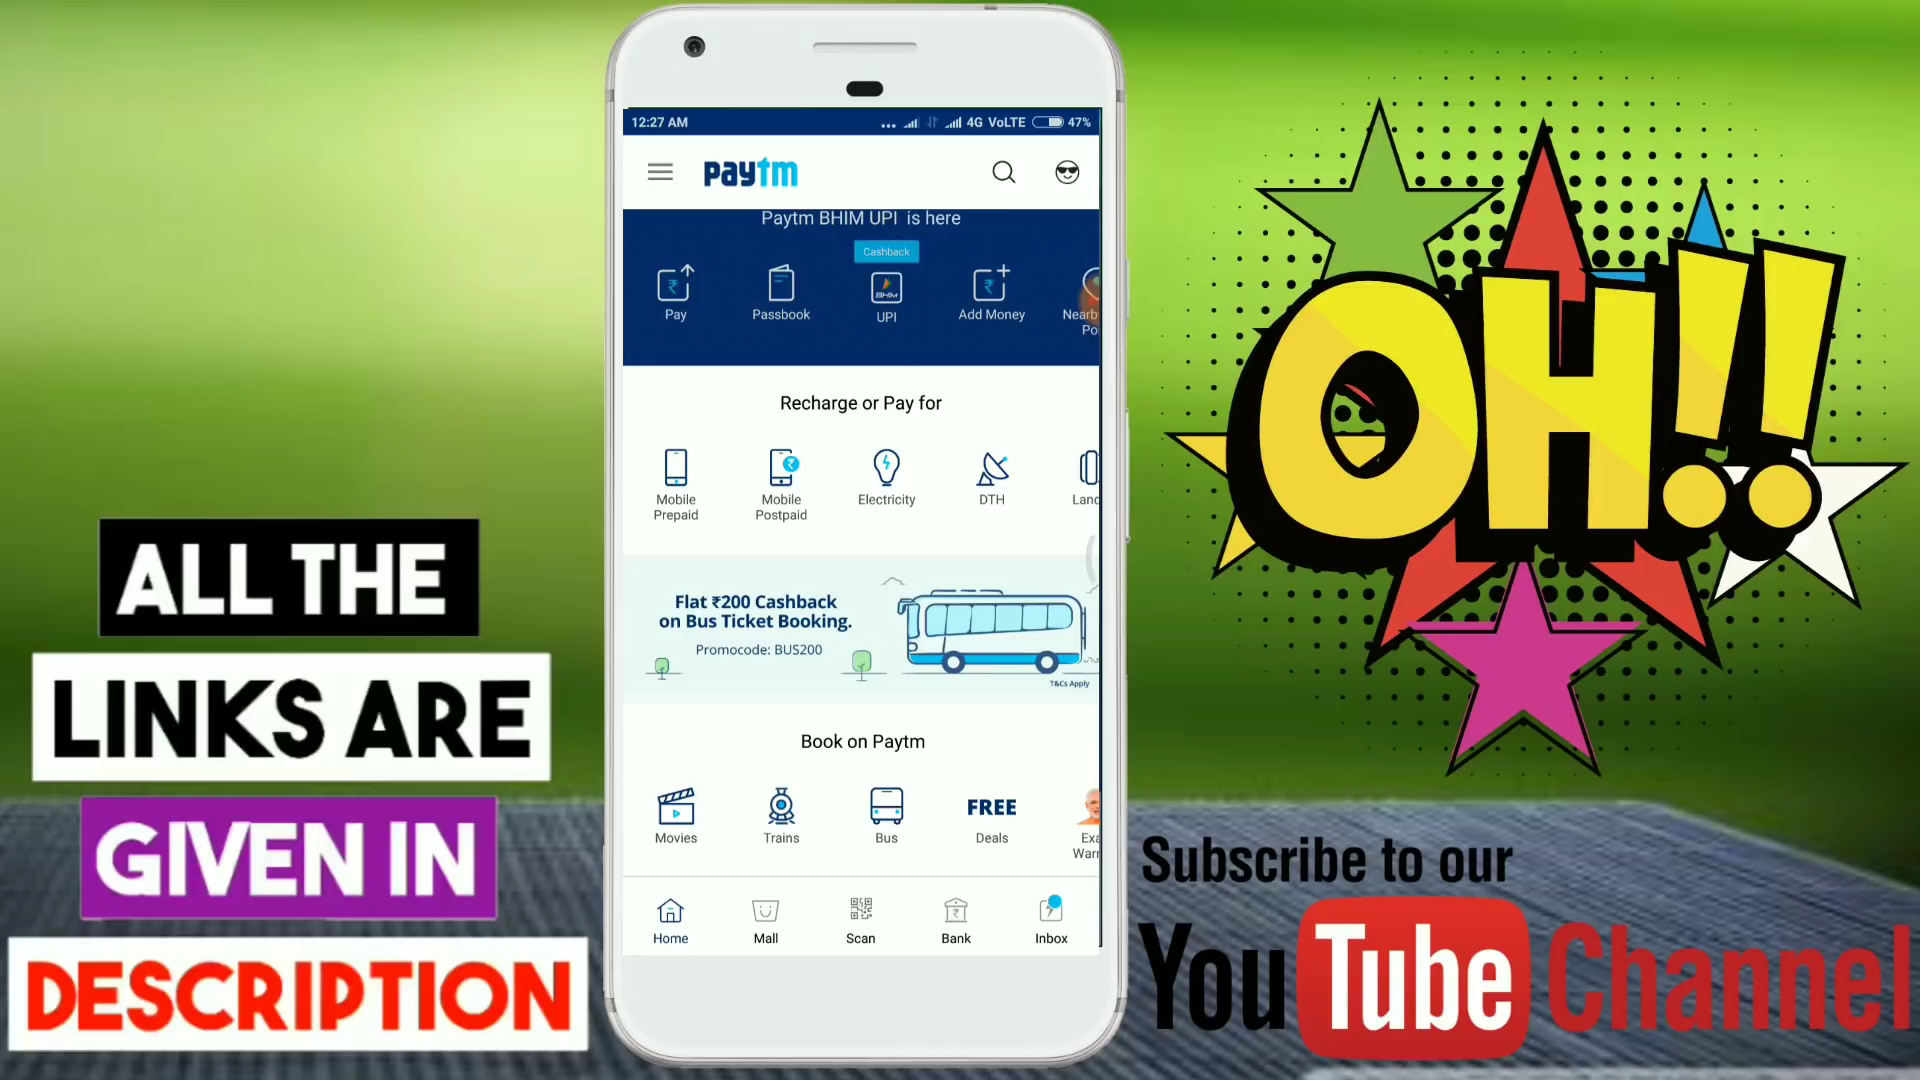 12:27 AM
4G VoLTE 47%
paytm
Paytm BHIM UPI is here
Cashback
BHIM
Pay
Passbook
UPI
Add Money
Recharge or Pay for
Mobile
Prepaid
Mobile
Postpaid
Electricity
DTH
Flat ₹200 Cashback
on Bus Ticket Booking.
Promocode: BUS200
T&Cs Apply
Book on Paytm
FREE
Movies
Trains
Bus
Deals
Home
Mall
Scan
Bank
Inbox
ALL THE
LINKS ARE
GIVEN IN
DESCRIPTION
OH!!
Subscribe to our
YouTube Channel